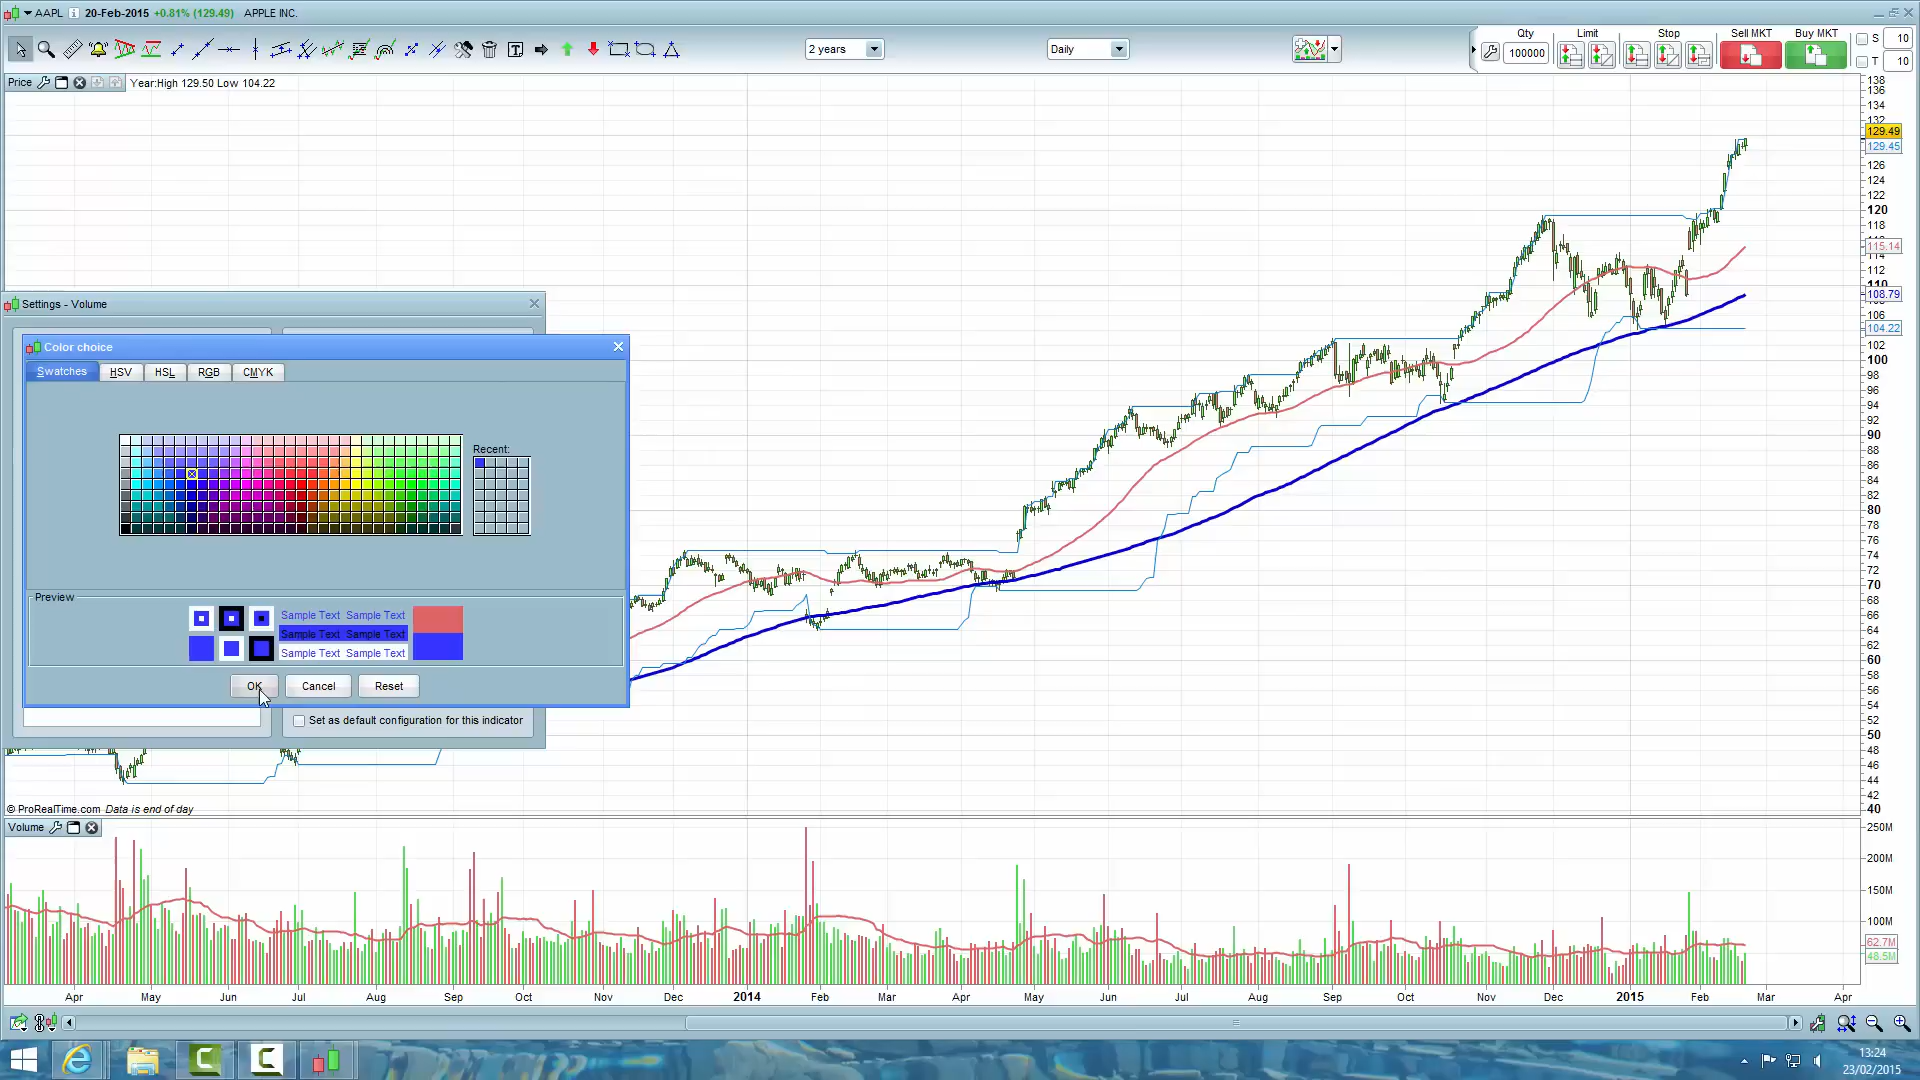 AAPL 20-Feb-2015 +0.81% (129.49) APPLE INC.
Qty Limit Stop Sell MKT Buy MKT S 10
2 years Daily 100000 T 10
Price Year:High 129.50 Low 104.22
138
136
134
132
129.49
129.45
126
124
122
120
118
115.14
114
112
110
108.79
106
104.22
102
100
98
96
94
92
90
88
86
84
82
80
78
76
74
72
70
68
66
64
62
60
58
56
54
52
50
48
46
44
42
40
Settings - Volume
Color choice
Swatches HSV HSL RGB CMYK
Recent:
Preview
Sample Text Sample Text
Sample Text Sample Text
Sample Text Sample Text
OK Cancel Reset
Set as default configuration for this indicator
© ProRealTime.com Data is end of day
Volume
250M
200M
150M
100M
62.7M
48.5M
Apr May Jun Jul Aug Sep Oct Nov Dec 2014 Feb Mar Apr May Jun Jul Aug Sep Oct Nov Dec 2015 Feb Mar Apr
13:24
23/02/2015